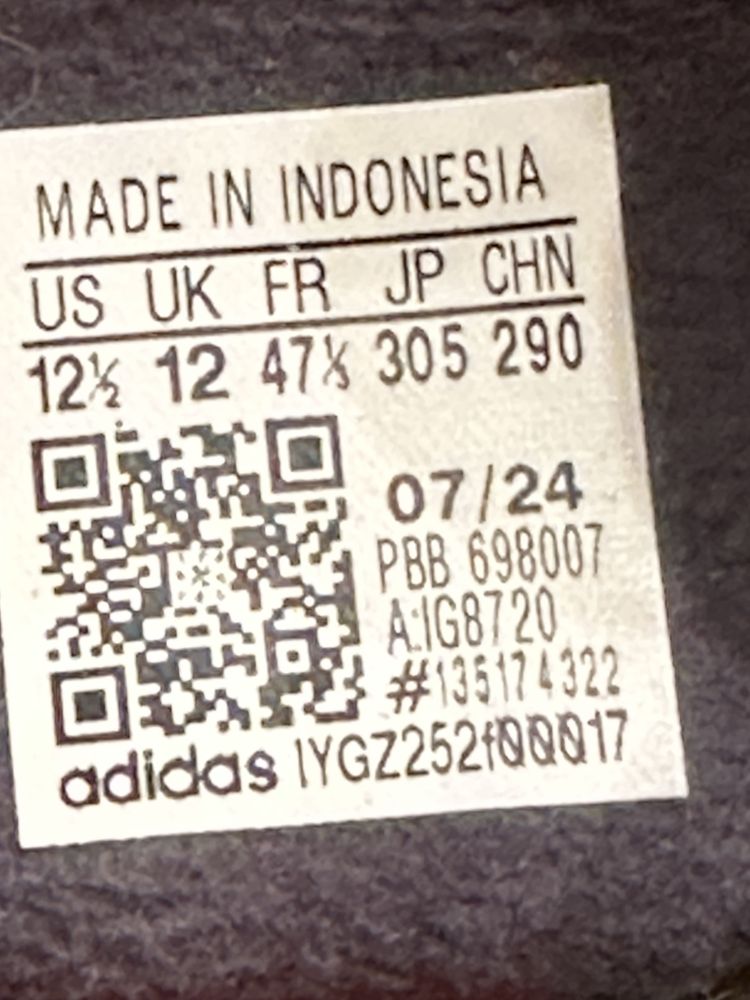 MADE IN INDONESIA
US UK FR JP CHN
12½ 12 47⅓ 305 290
07/24
PBB 698007
A:IG8720
#135174322
adidas IYGZ252f00017